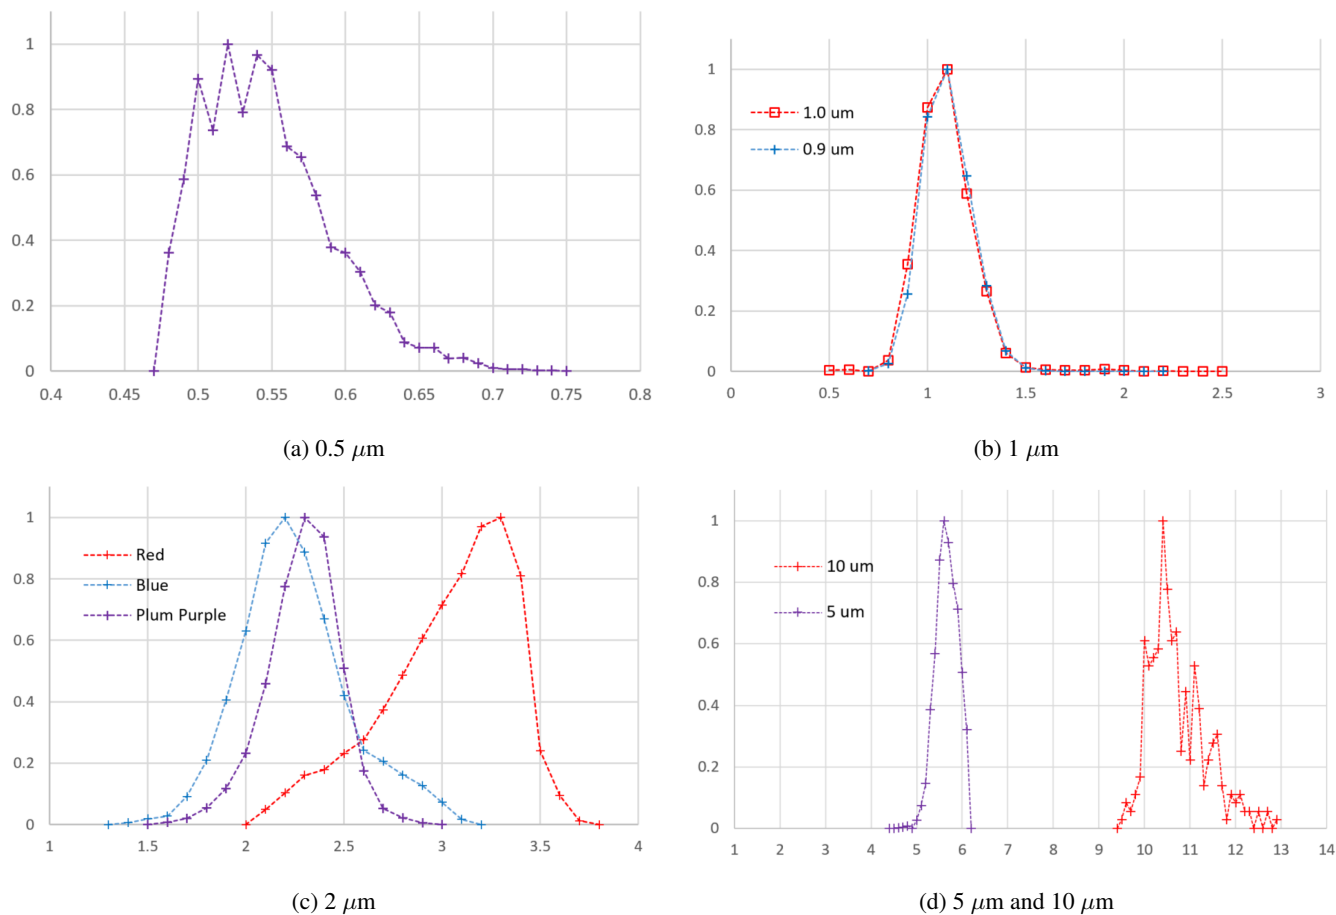 1
0.8
0.6
0.4
0.2
0
0.4 0.45 0.5 0.55 0.6 0.65 0.7 0.75 0.8
(a) 0.5 μm
1
0.8
0.6
0.4
0.2
0
0 0.5 1 1.5 2 2.5 3
1.0 um
0.9 um
(b) 1 μm
1
0.8
0.6
0.4
0.2
0
1 1.5 2 2.5 3 3.5 4
Red
Blue
Plum Purple
(c) 2 μm
1
0.8
0.6
0.4
0.2
0
1 2 3 4 5 6 7 8 9 10 11 12 13 14
10 um
5 um
(d) 5 μm and 10 μm